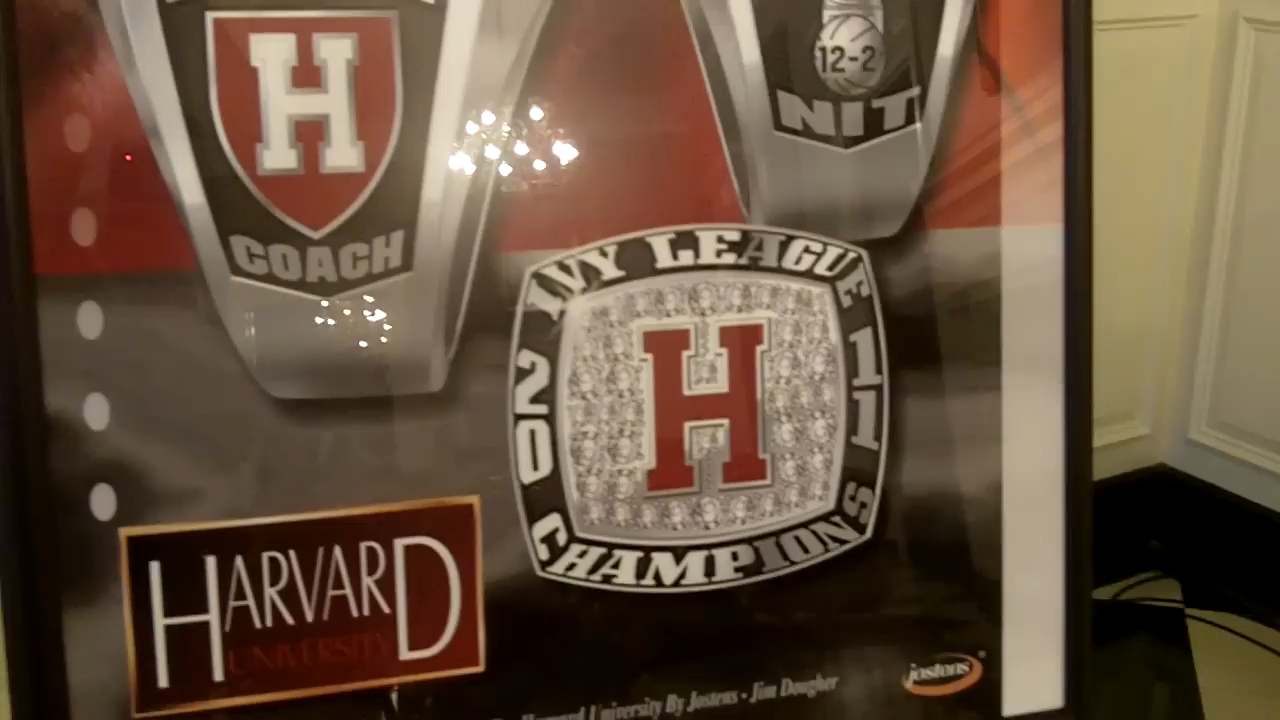 H
COACH
12-2
NIT
IVY LEAGUE
20
H
11
CHAMPIONS
HARVARD
UNIVERSITY
jostens
Harvard University By Jostens - Jim Dougher